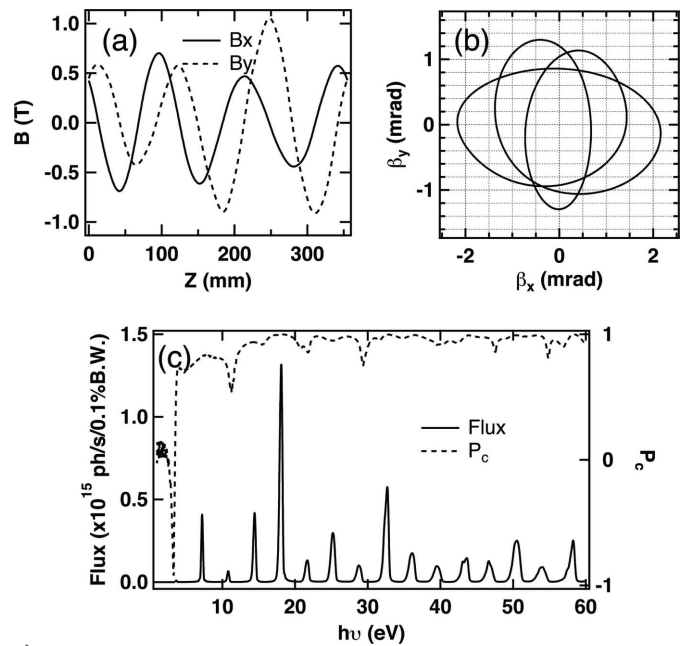 (a)
Bx
By
1.0
0.5
0.0
-0.5
-1.0
B (T)
0 100 200 300
Z (mm)
(b)
1
0
-1
βy (mrad)
-2 0 2
βx (mrad)
(c)
1.5
1.0
0.5
0.0
Flux (x10¹⁵ ph/s/0.1%B.W.)
Flux
Pc
1
0
-1
Pc
10 20 30 40 50 60
hυ (eV)